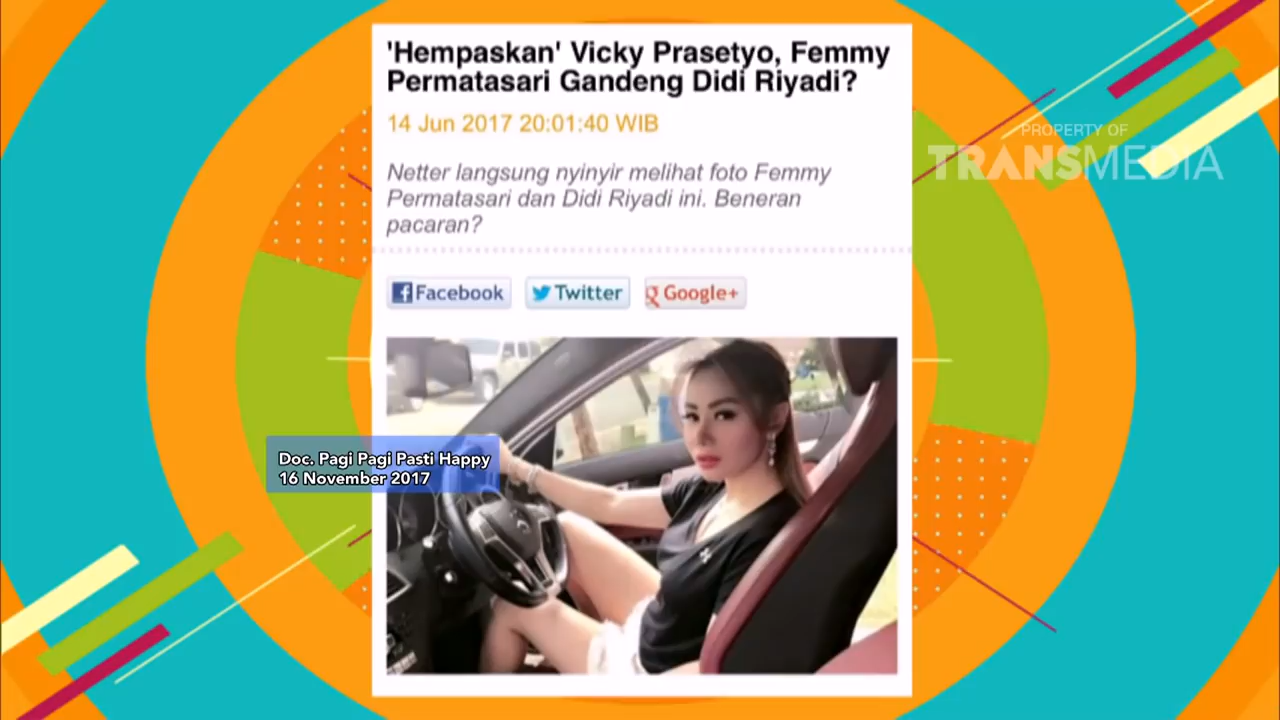 'Hempaskan' Vicky Prasetyo, Femmy
Permatasari Gandeng Didi Riyadi?
14 Jun 2017 20:01:40 WIB
PROPERTY OF
TRANSMEDIA
Netter langsung nyinyir melihat foto Femmy
Permatasari dan Didi Riyadi ini. Beneran
pacaran?
Facebook
Twitter
Google+
Doc. Pagi Pagi Pasti Happy
16 November 2017